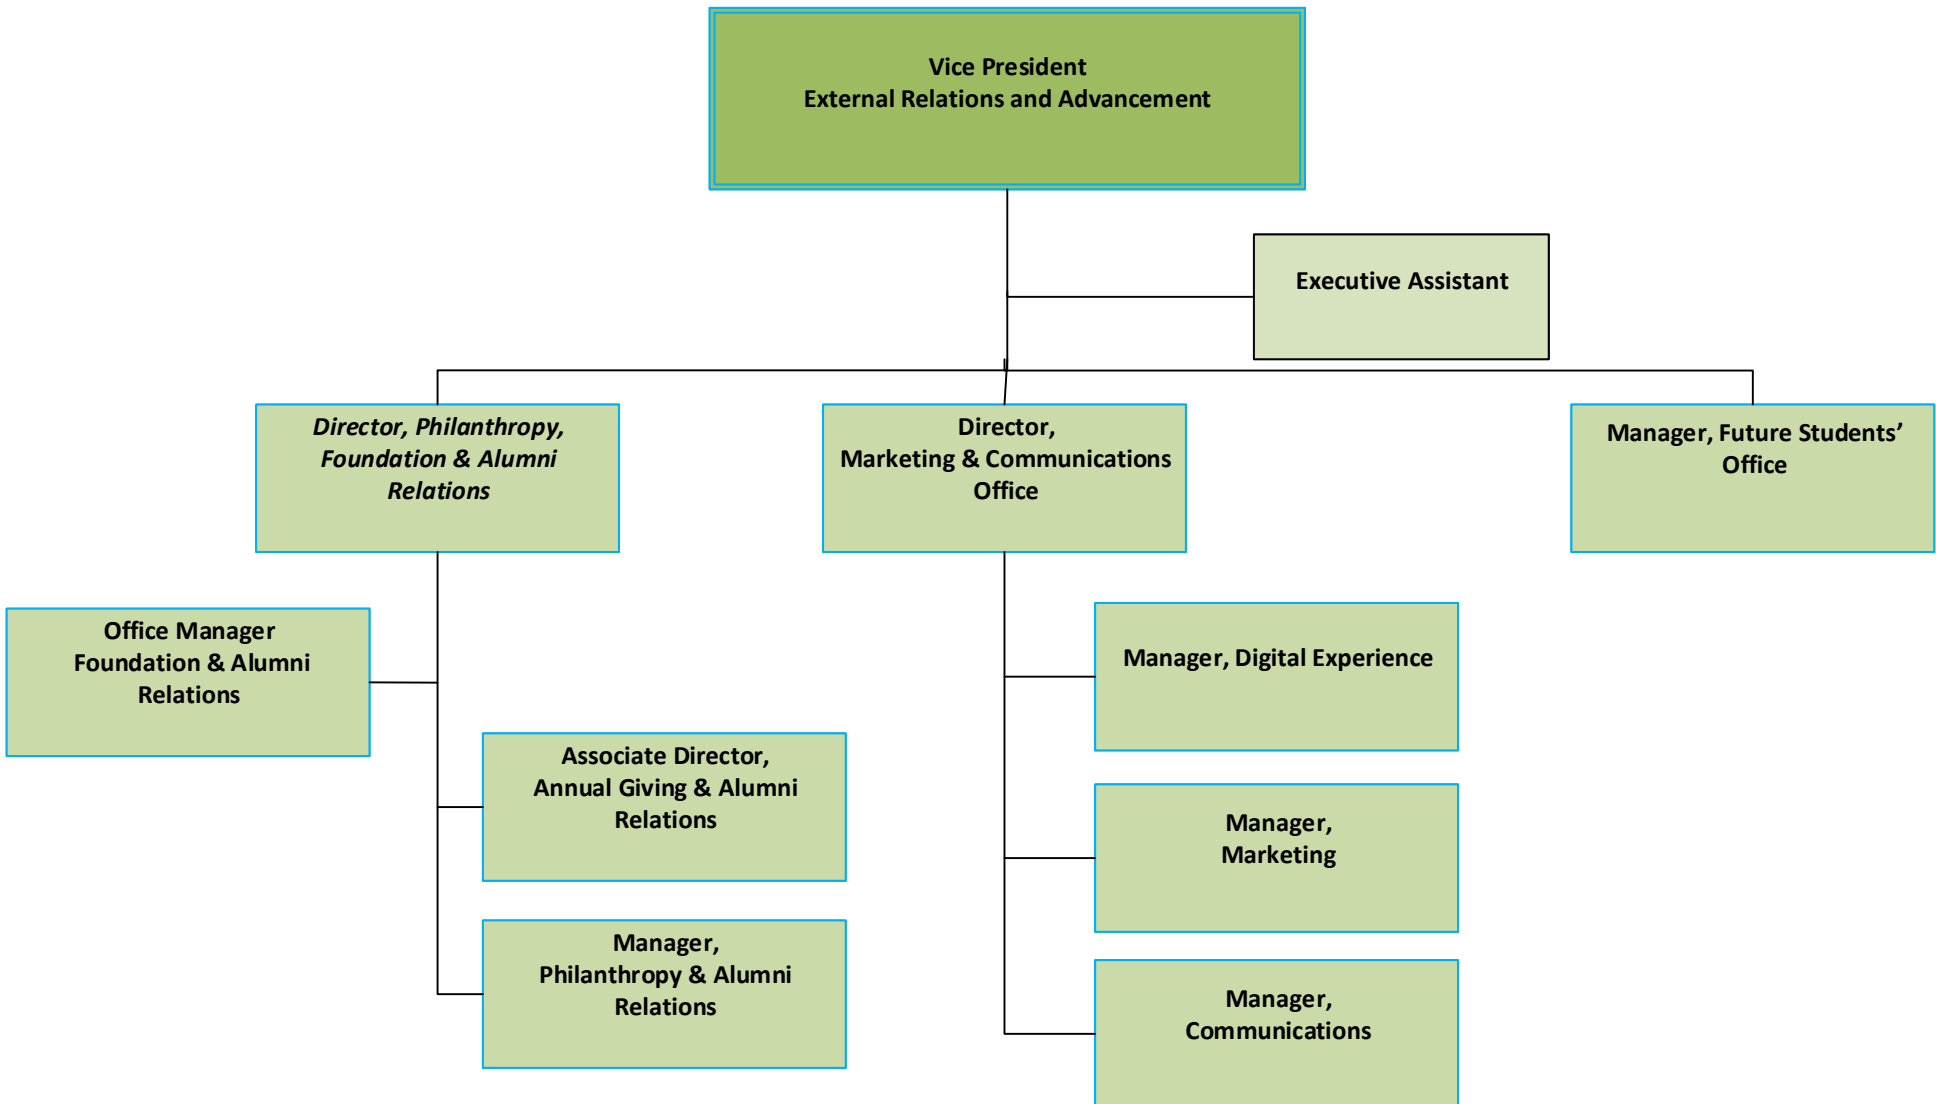 Vice President
External Relations and Advancement
Executive Assistant
Director, Philanthropy,
Foundation & Alumni
Relations
Director,
Marketing & Communications
Office
Manager, Future Students’
Office
Office Manager
Foundation & Alumni
Relations
Manager, Digital Experience
Associate Director,
Annual Giving & Alumni
Relations
Manager,
Marketing
Manager,
Philanthropy & Alumni
Relations
Manager,
Communications